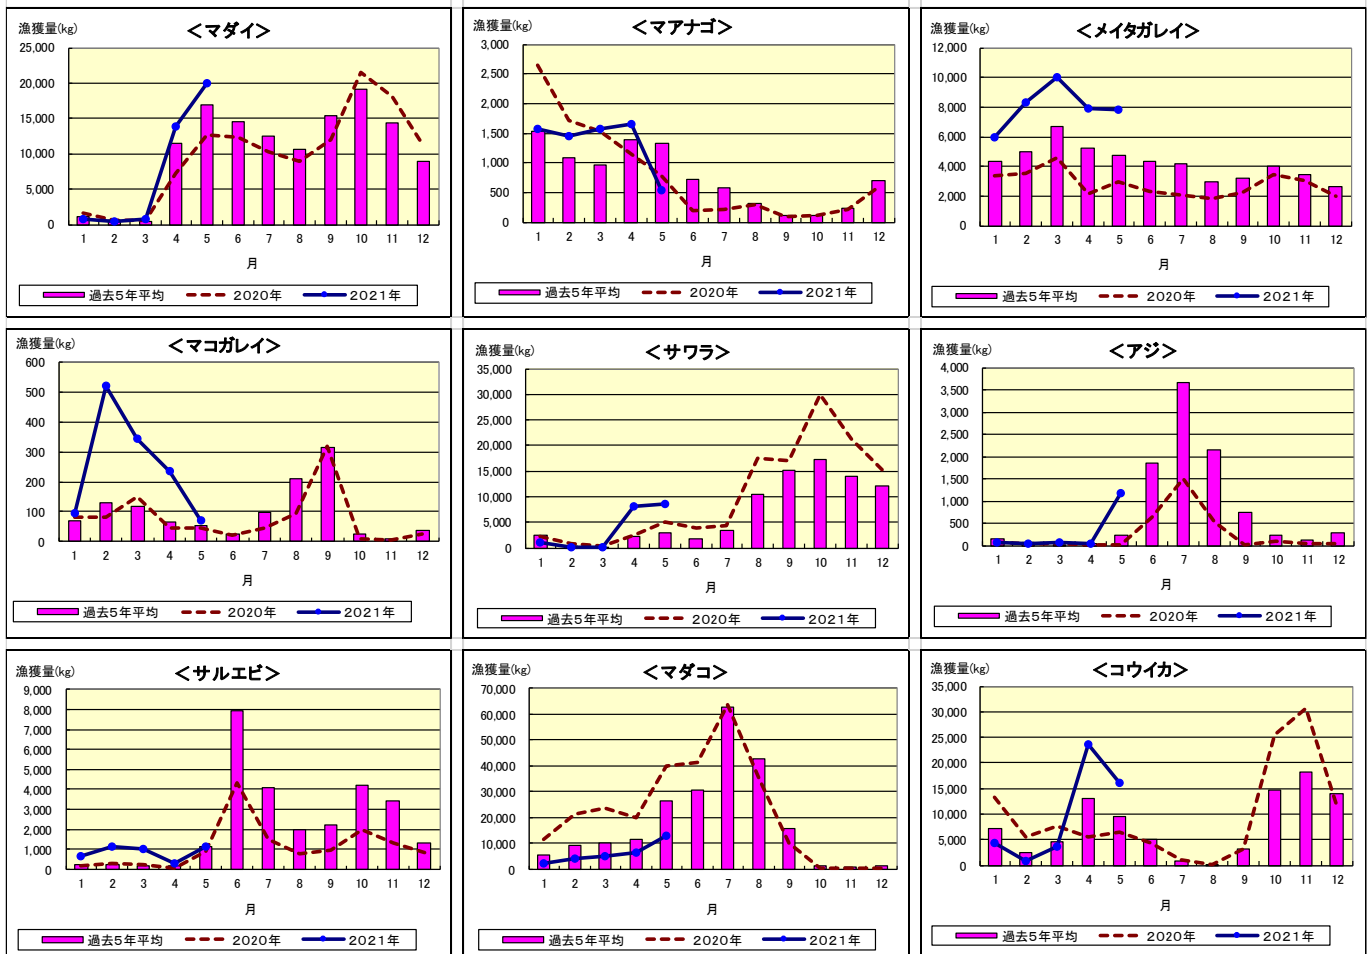 漁獲量(kg)
＜マダイ＞
25,000
20,000
15,000
10,000
5,000
0
1 2 3 4 5 6 7 8 9 10 11 12
月
過去5年平均 2020年 2021年
漁獲量(kg)
＜マアナゴ＞
3,000
2,500
2,000
1,500
1,000
500
0
1 2 3 4 5 6 7 8 9 10 11 12
月
過去5年平均 2020年 2021年
漁獲量(kg)
＜メイタガレイ＞
12,000
10,000
8,000
6,000
4,000
2,000
0
1 2 3 4 5 6 7 8 9 10 11 12
月
過去5年平均 2020年 2021年
漁獲量(kg)
＜マコガレイ＞
600
500
400
300
200
100
0
1 2 3 4 5 6 7 8 9 10 11 12
月
過去5年平均 2020年 2021年
漁獲量(kg)
＜サワラ＞
35,000
30,000
25,000
20,000
15,000
10,000
5,000
0
1 2 3 4 5 6 7 8 9 10 11 12
月
過去5年平均 2020年 2021年
漁獲量(kg)
＜アジ＞
4,000
3,500
3,000
2,500
2,000
1,500
1,000
500
0
1 2 3 4 5 6 7 8 9 10 11 12
月
過去5年平均 2020年 2021年
漁獲量(kg)
＜サルエビ＞
9,000
8,000
7,000
6,000
5,000
4,000
3,000
2,000
1,000
0
1 2 3 4 5 6 7 8 9 10 11 12
月
過去5年平均 2020年 2021年
漁獲量(kg)
＜マダコ＞
70,000
60,000
50,000
40,000
30,000
20,000
10,000
0
1 2 3 4 5 6 7 8 9 10 11 12
月
過去5年平均 2020年 2021年
漁獲量(kg)
＜コウイカ＞
35,000
30,000
25,000
20,000
15,000
10,000
5,000
0
1 2 3 4 5 6 7 8 9 10 11 12
月
過去5年平均 2020年 2021年